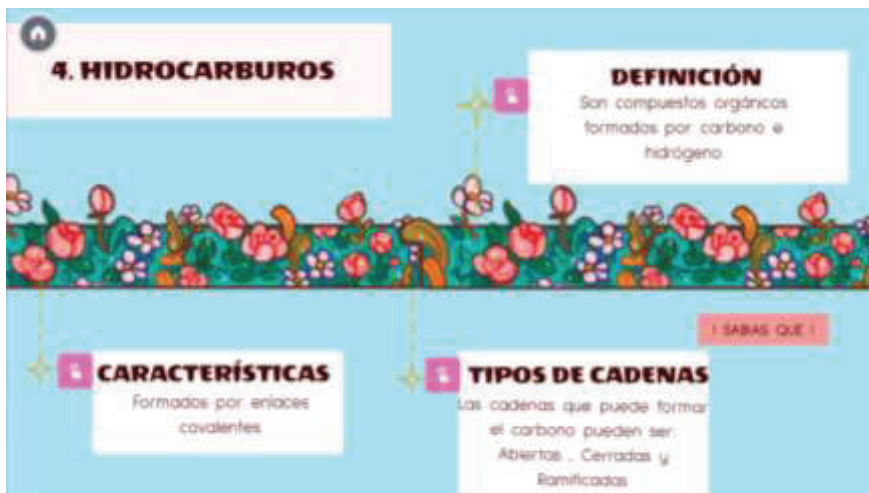 4. HIDROCARBUROS
DEFINICIÓN
Son compuestos orgánicos
formados por carbono e
hidrógeno
! SABIAS QUE !
CARACTERÍSTICAS
Formados por enlaces
covalentes
TIPOS DE CADENAS
Las cadenas que puede formar
el carbono pueden ser:
Abiertas , Cerradas y
Ramificadas